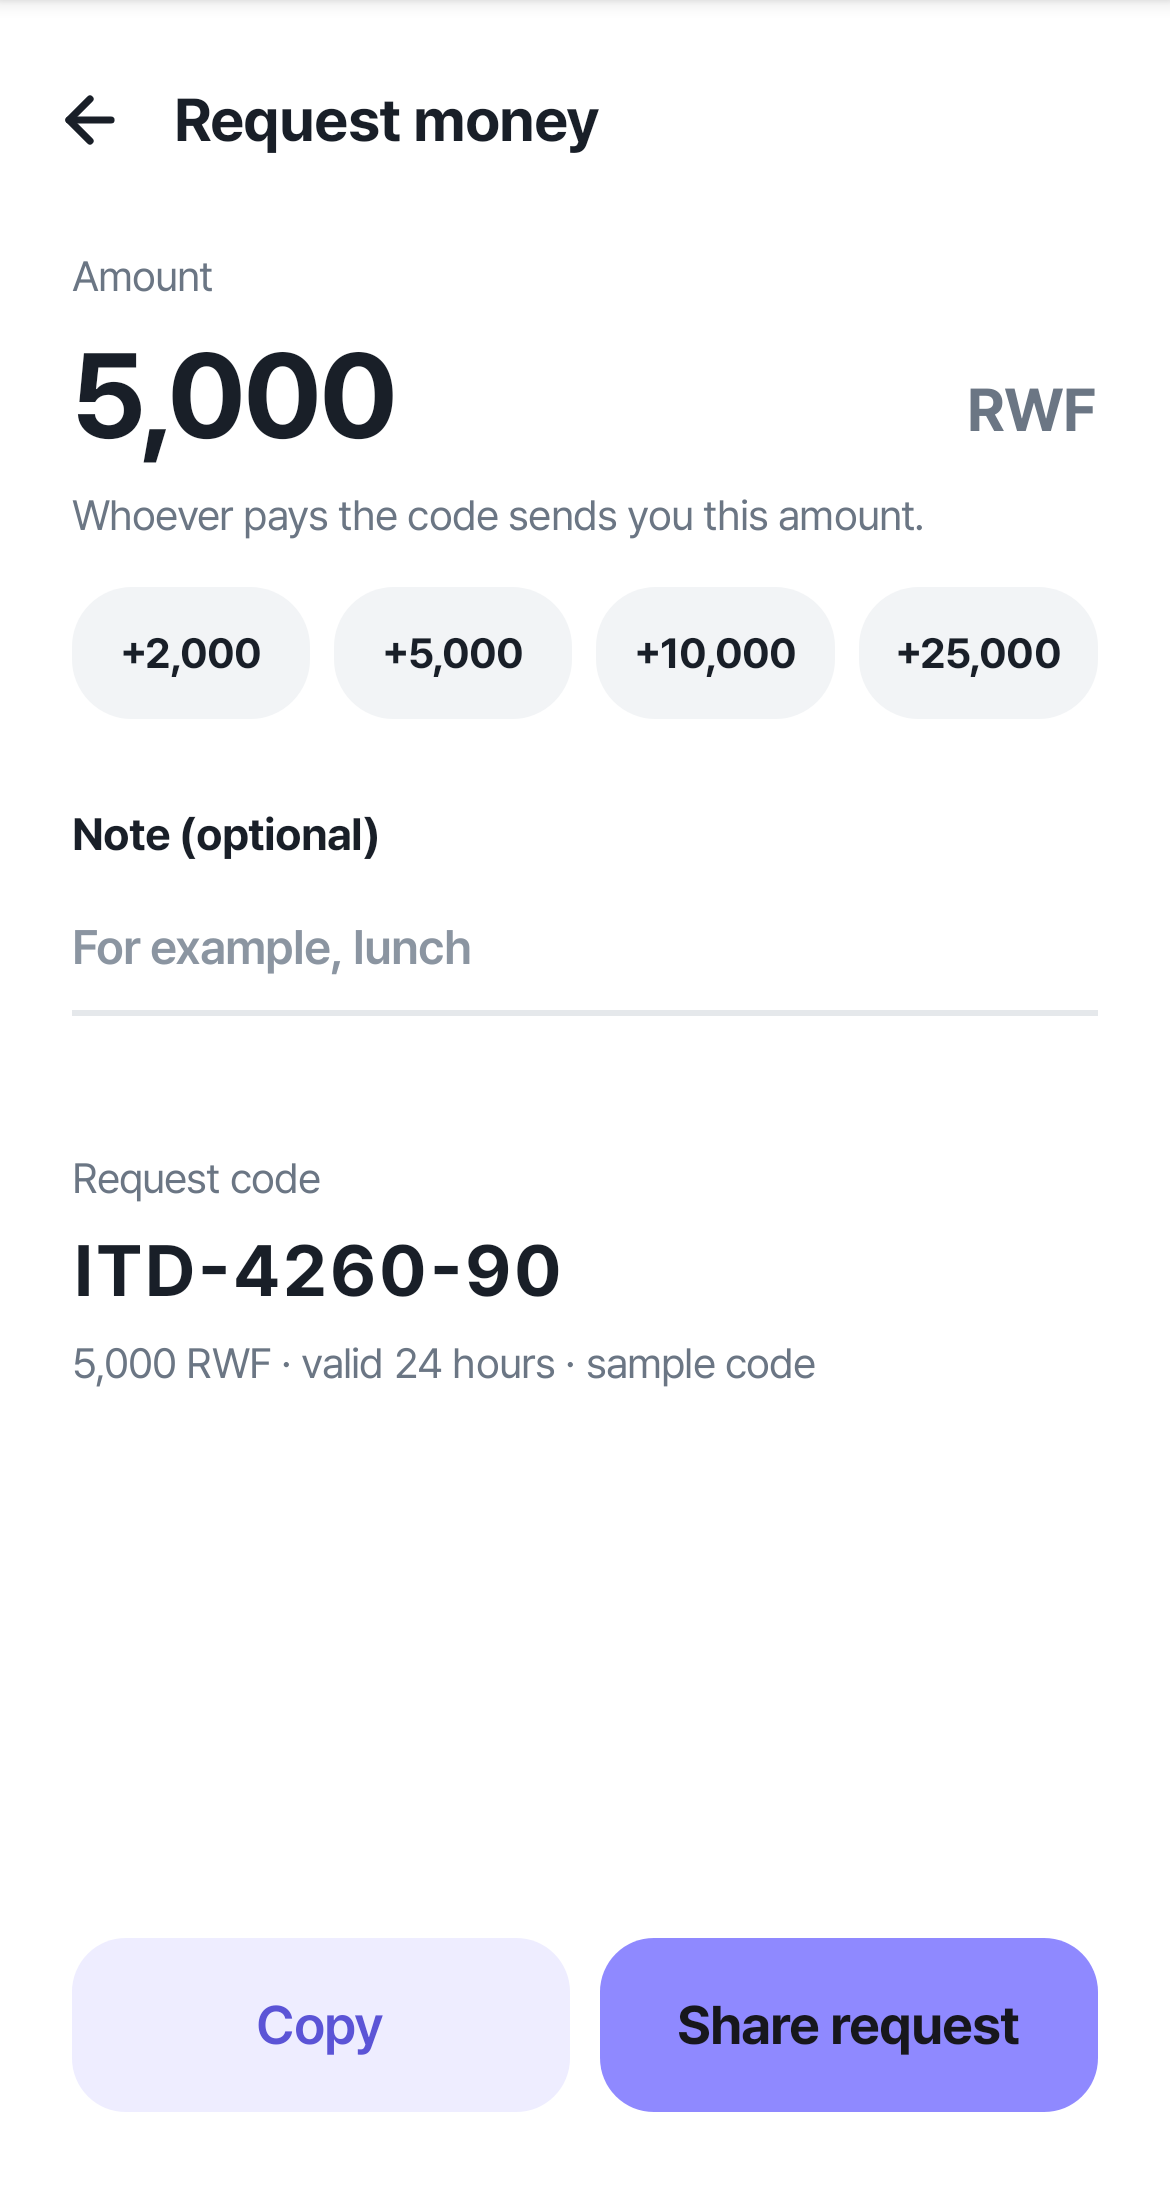 Request money
Amount
5,000 RWF
Whoever pays the code sends you this amount.
+2,000 +5,000 +10,000 +25,000
Note (optional)
For example, lunch
Request code
ITD-4260-90
5,000 RWF · valid 24 hours · sample code
Copy Share request